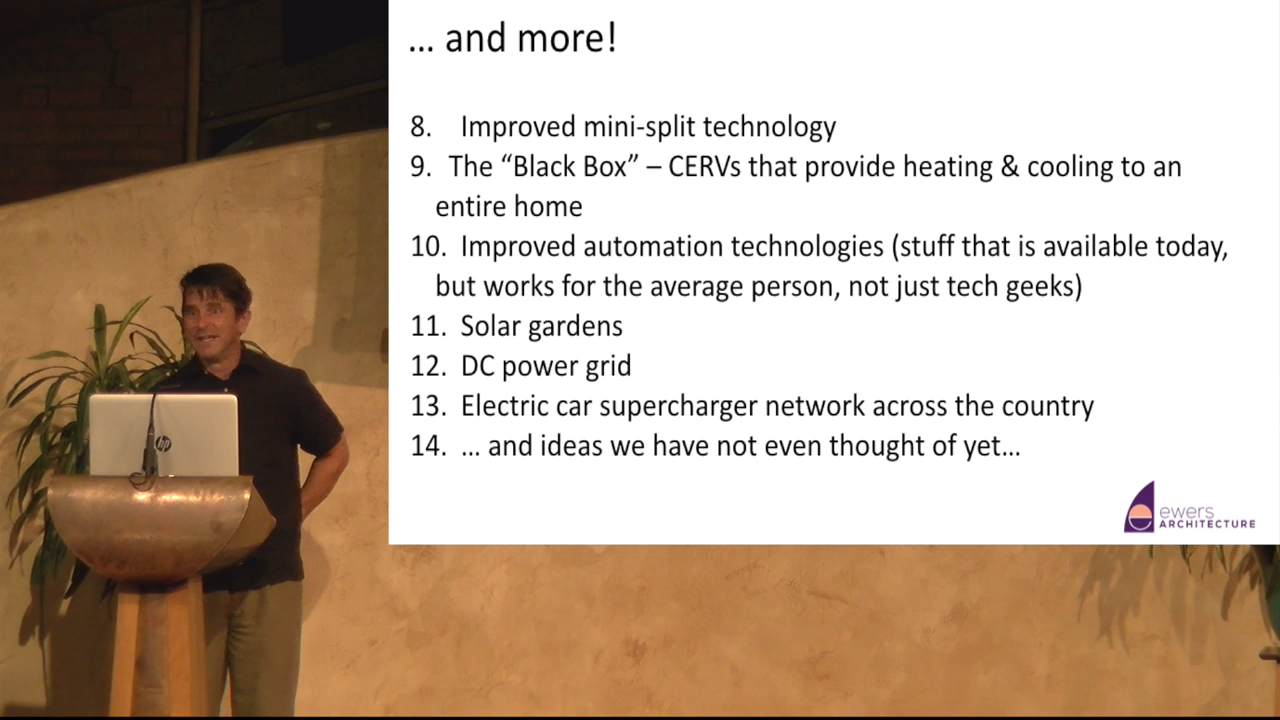 ... and more!
8. Improved mini-split technology
9. The “Black Box” – CERVs that provide heating & cooling to an
entire home
10. Improved automation technologies (stuff that is available today,
but works for the average person, not just tech geeks)
11. Solar gardens
12. DC power grid
13. Electric car supercharger network across the country
14. ... and ideas we have not even thought of yet...
hp
ewers
ARCHITECTURE